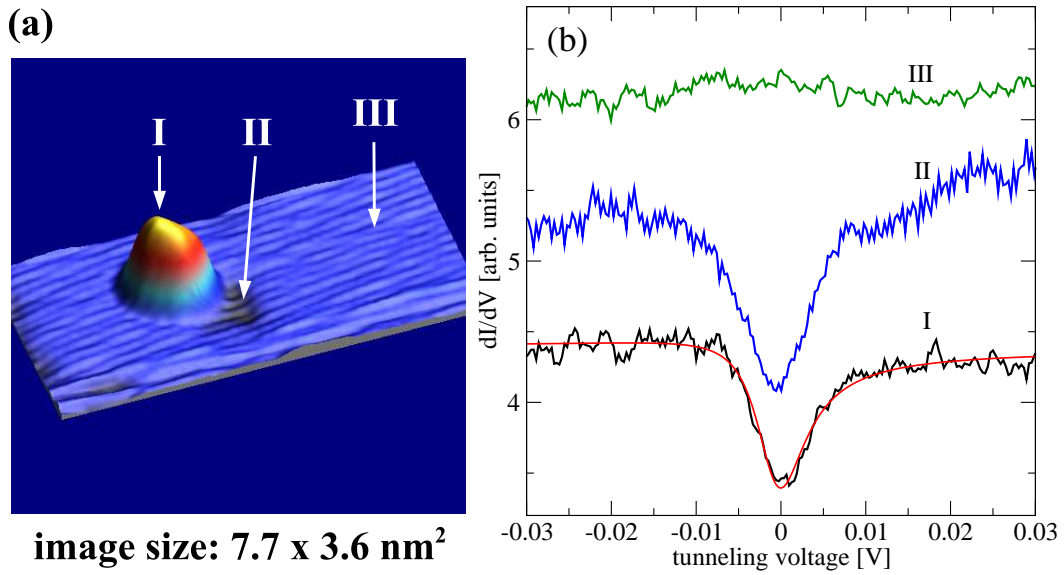 (a)
I
II
III
image size: 7.7 x 3.6 nm²
(b)
III
II
I
6
5
4
dI/dV [arb. units]
-0.03 -0.02 -0.01 0 0.01 0.02 0.03
tunneling voltage [V]